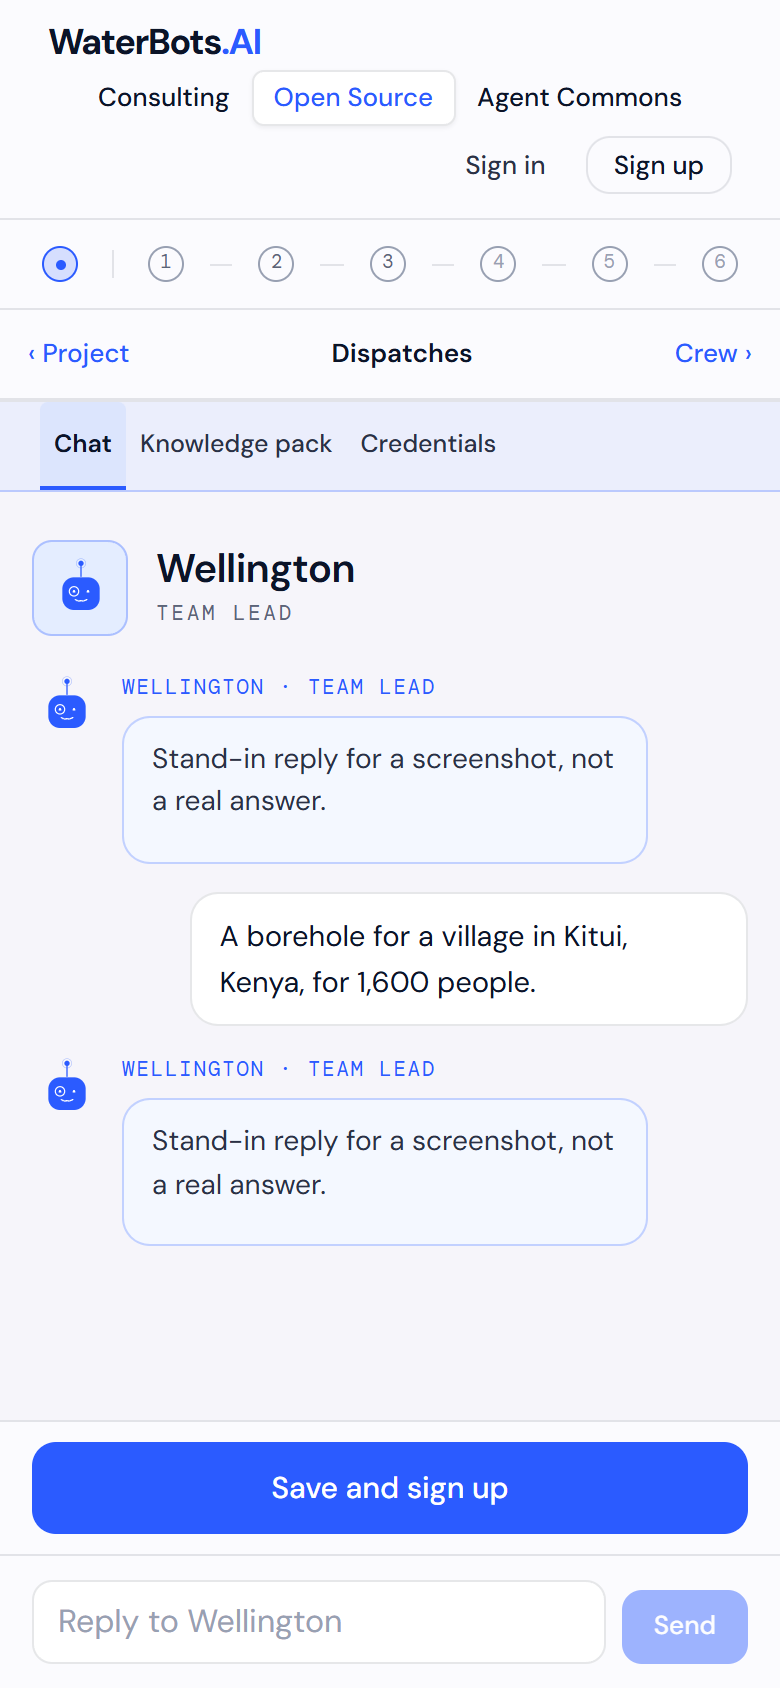 WaterBots.AI
Consulting Open Source Agent Commons
Sign in Sign up
1 2 3 4 5 6
‹ Project Dispatches Crew ›
Chat Knowledge pack Credentials
Wellington
TEAM LEAD
WELLINGTON · TEAM LEAD
Stand-in reply for a screenshot, not
a real answer.
A borehole for a village in Kitui,
Kenya, for 1,600 people.
WELLINGTON · TEAM LEAD
Stand-in reply for a screenshot, not
a real answer.
Save and sign up
Reply to Wellington Send